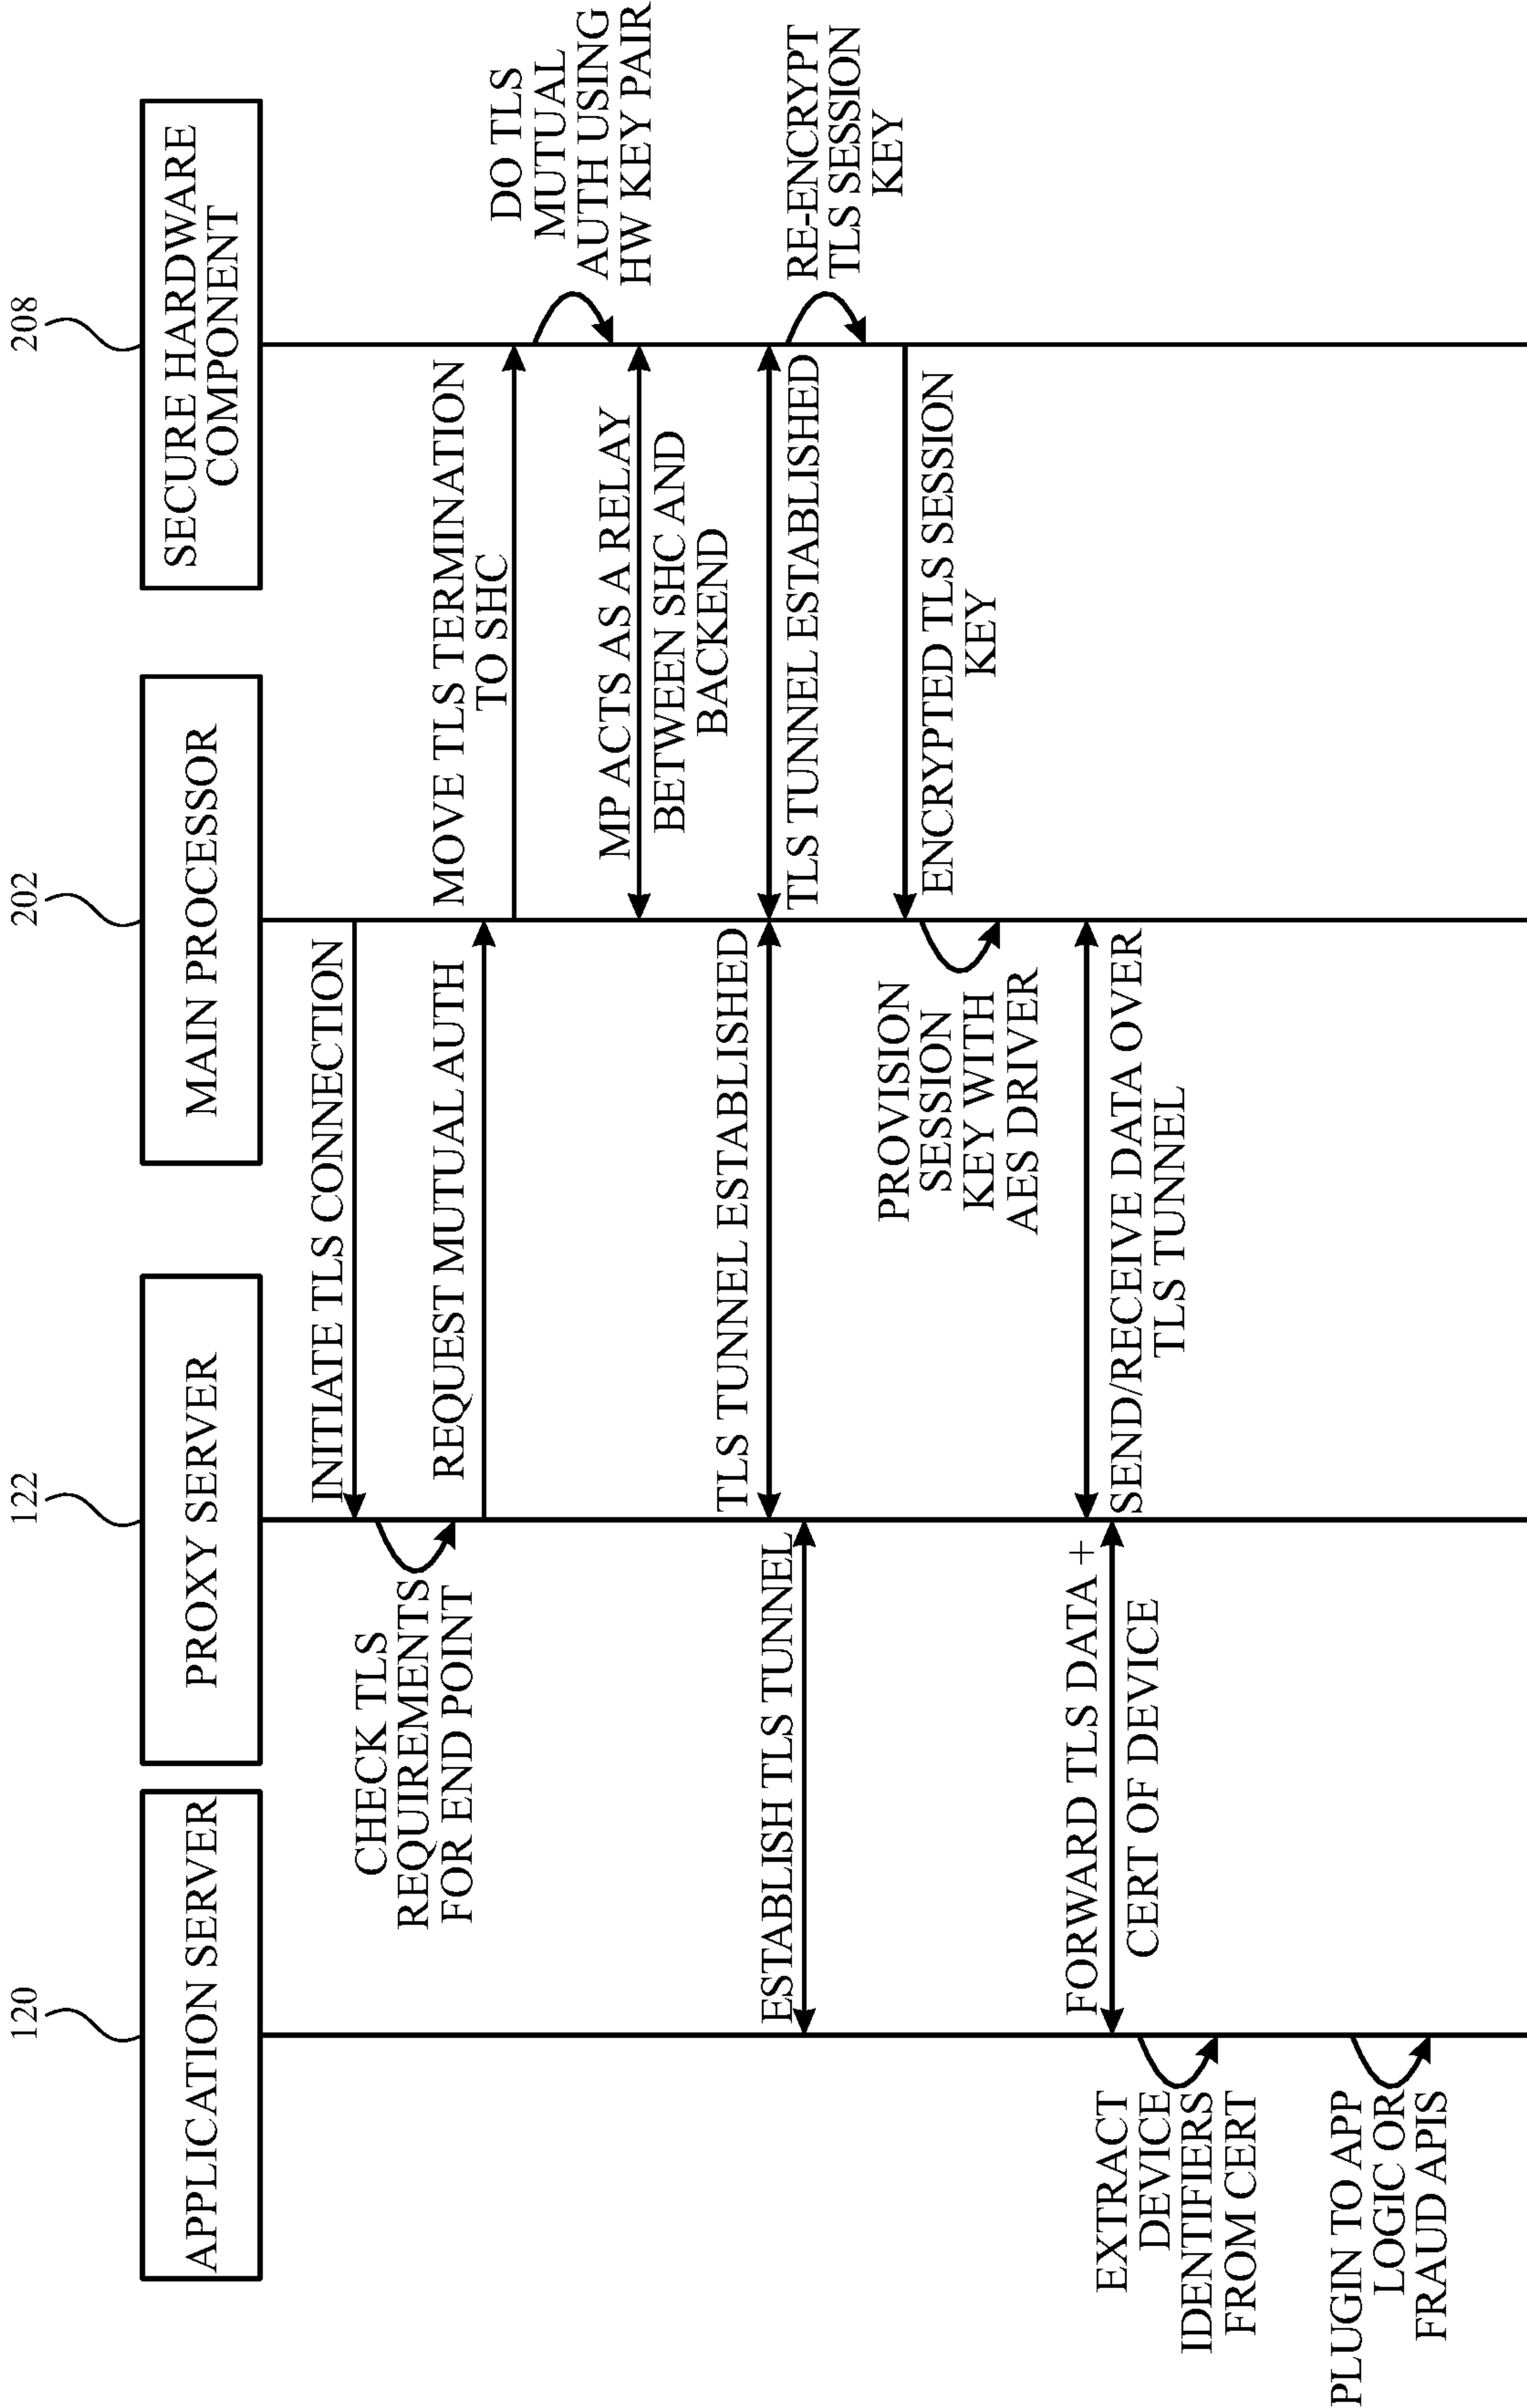 120
122
202
208
APPLICATION SERVER
PROXY SERVER
MAIN PROCESSOR
SECURE HARDWARE
COMPONENT
INITIATE TLS CONNECTION
CHECK TLS
REQUIREMENTS
FOR END POINT
REQUEST MUTUAL AUTH
MOVE TLS TERMINATION
TO SHC
DO TLS
MUTUAL
AUTH USING
HW KEY PAIR
MP ACTS AS A RELAY
BETWEEN SHC AND
BACKEND
TLS TUNNEL ESTABLISHED
TLS TUNNEL ESTABLISHED
ESTABLISH TLS TUNNEL
RE-ENCRYPT
TLS SESSION
KEY
ENCRYPTED TLS SESSION
KEY
PROVISION
SESSION
KEY WITH
AES DRIVER
SEND/RECEIVE DATA OVER
TLS TUNNEL
FORWARD TLS DATA +
CERT OF DEVICE
EXTRACT
DEVICE
IDENTIFIERS
FROM CERT
PLUGIN TO APP
LOGIC OR
FRAUD APIS